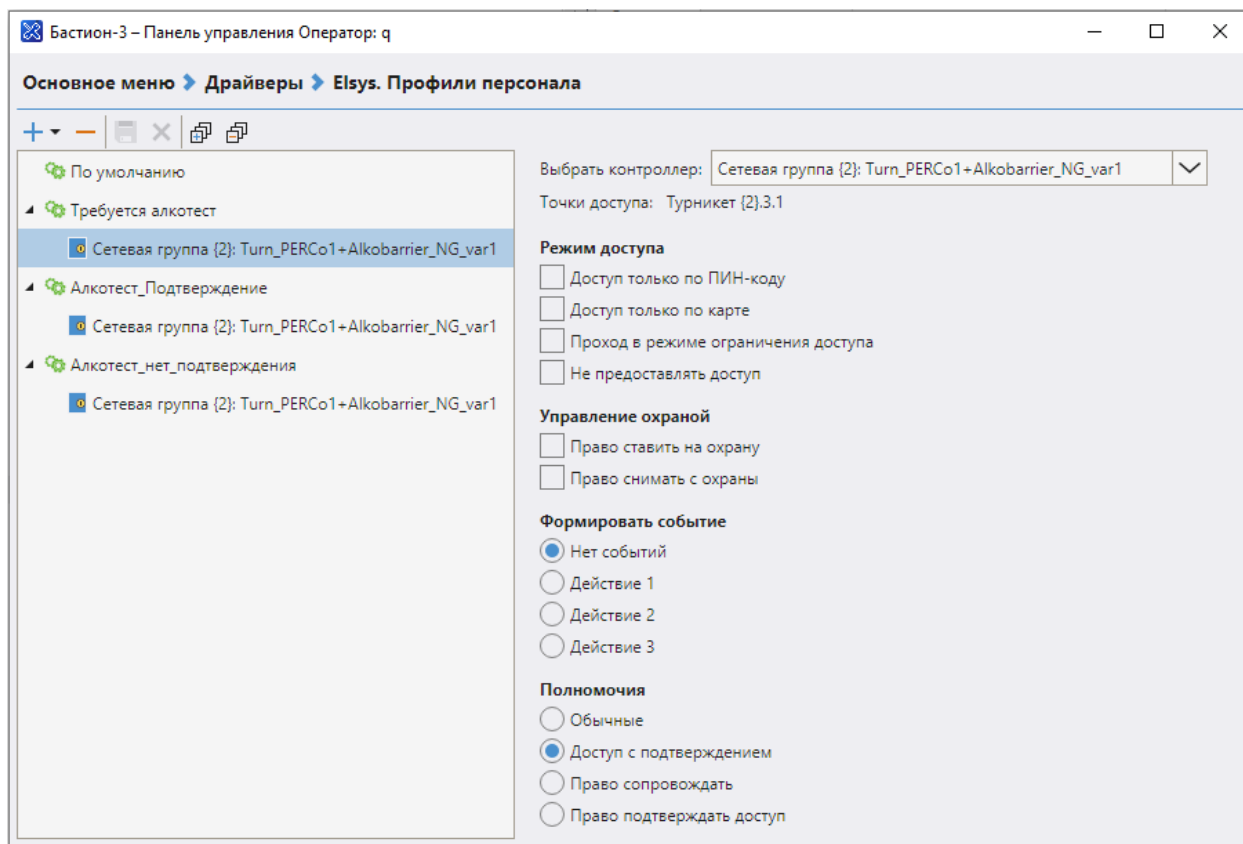 Бастион-3 – Панель управления Оператор: q
Основное меню Драйверы Elsys. Профили персонала
По умолчанию
Требуется алкотест
Сетевая группа {2}: Turn_PERCo1+Alkobarrier_NG_var1
Алкотест_Подтверждение
Сетевая группа {2}: Turn_PERCo1+Alkobarrier_NG_var1
Алкотест_нет_подтверждения
Сетевая группа {2}: Turn_PERCo1+Alkobarrier_NG_var1
Выбрать контроллер: Сетевая группа {2}: Turn_PERCo1+Alkobarrier_NG_var1
Точки доступа: Турникет {2}.3.1
Режим доступа
Доступ только по ПИН-коду
Доступ только по карте
Проход в режиме ограничения доступа
Не предоставлять доступ
Управление охраной
Право ставить на охрану
Право снимать с охраны
Формировать событие
Нет событий
Действие 1
Действие 2
Действие 3
Полномочия
Обычные
Доступ с подтверждением
Право сопровождать
Право подтверждать доступ